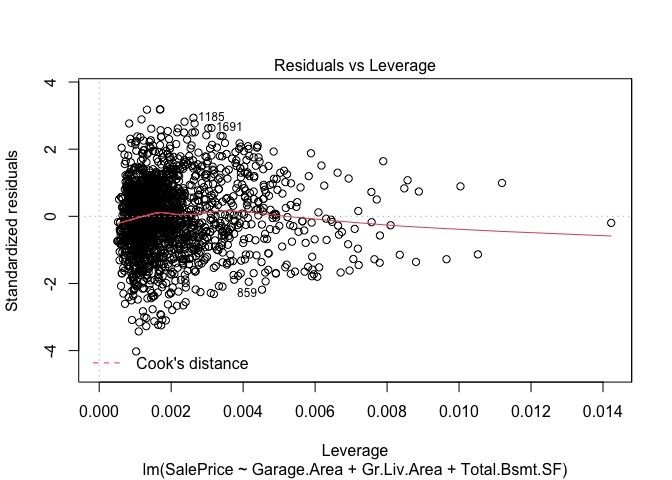 Residuals vs Leverage
Standardized residuals
4
2
0
-2
-4
1185
1691
859
Cook's distance
0.000 0.002 0.004 0.006 0.008 0.010 0.012 0.014
Leverage
lm(SalePrice ~ Garage.Area + Gr.Liv.Area + Total.Bsmt.SF)